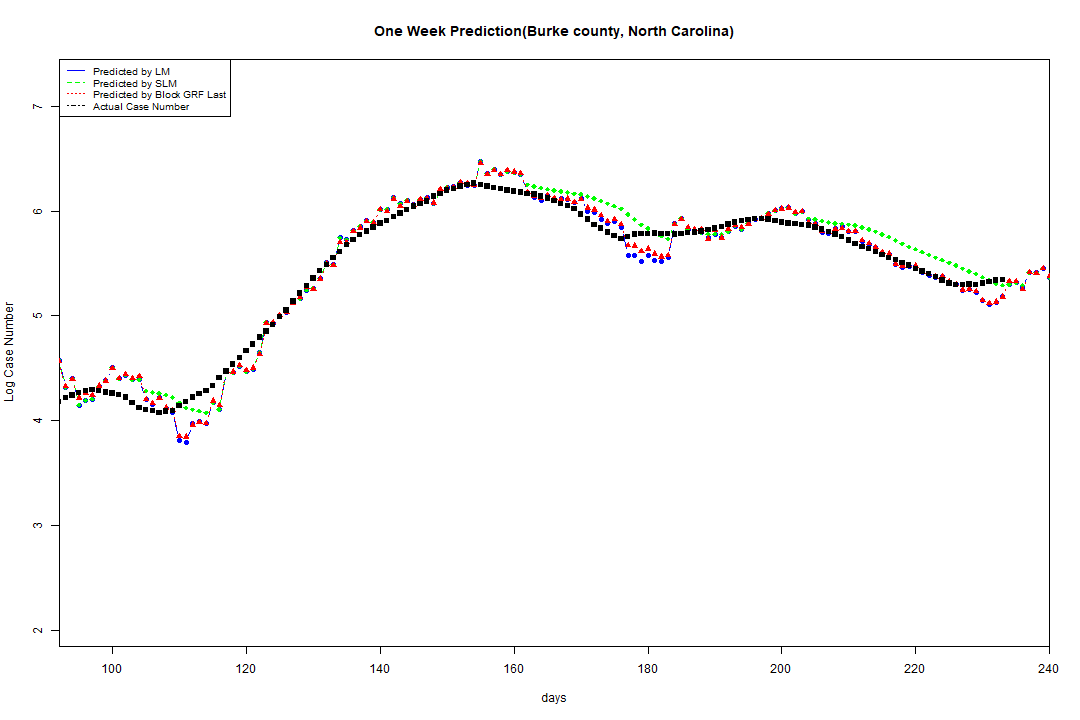 One Week Prediction(Burke county, North Carolina)
Predicted by LM
Predicted by SLM
Predicted by Block GRF Last
Actual Case Number
7
6
5
4
3
2
Log Case Number
100 120 140 160 180 200 220 240
days